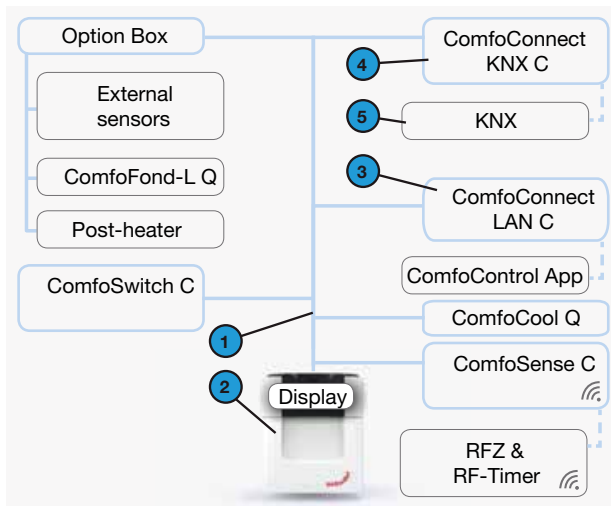 Option Box
External
sensors
ComfoFond-L Q
Post-heater
ComfoSwitch C
1
2
Display
4
ComfoConnect
KNX C
5
KNX
3
ComfoConnect
LAN C
ComfoControl App
ComfoCool Q
ComfoSense C
RFZ &
RF-Timer